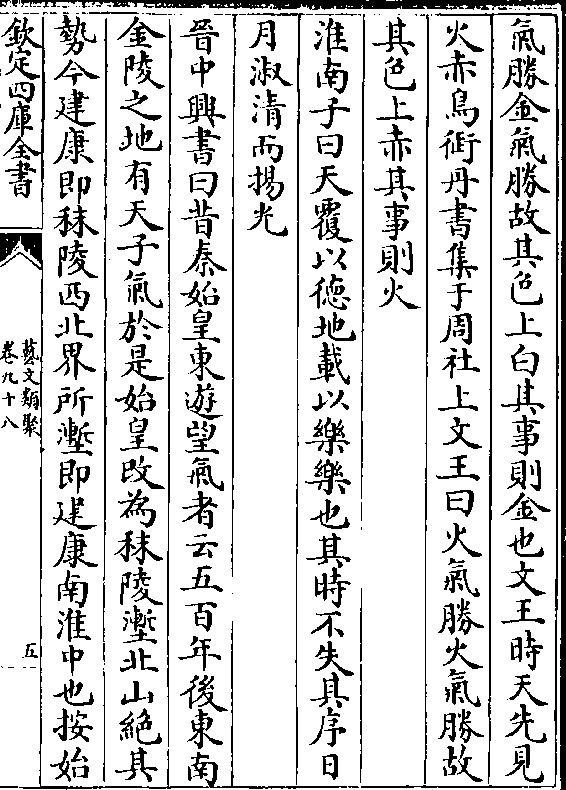 氣勝金氣勝故其色上白其事則金也文王時天先見
火赤鳥銜丹書集于周社上文王曰火氣勝火氣勝故
其色上赤其事則火
淮南子曰天覆以德地載以樂樂也其時不失其序日
月淑清而揚光
晉中興書曰昔秦始皇東遊望氣者云五百年後東南
金陵之地有天子氣於是始皇改為秣陵壍北山絕其
勢今建康即秣陵西北界所壍即建康南淮中也按始
欽定四庫全書
藝文類聚
卷九十八
五